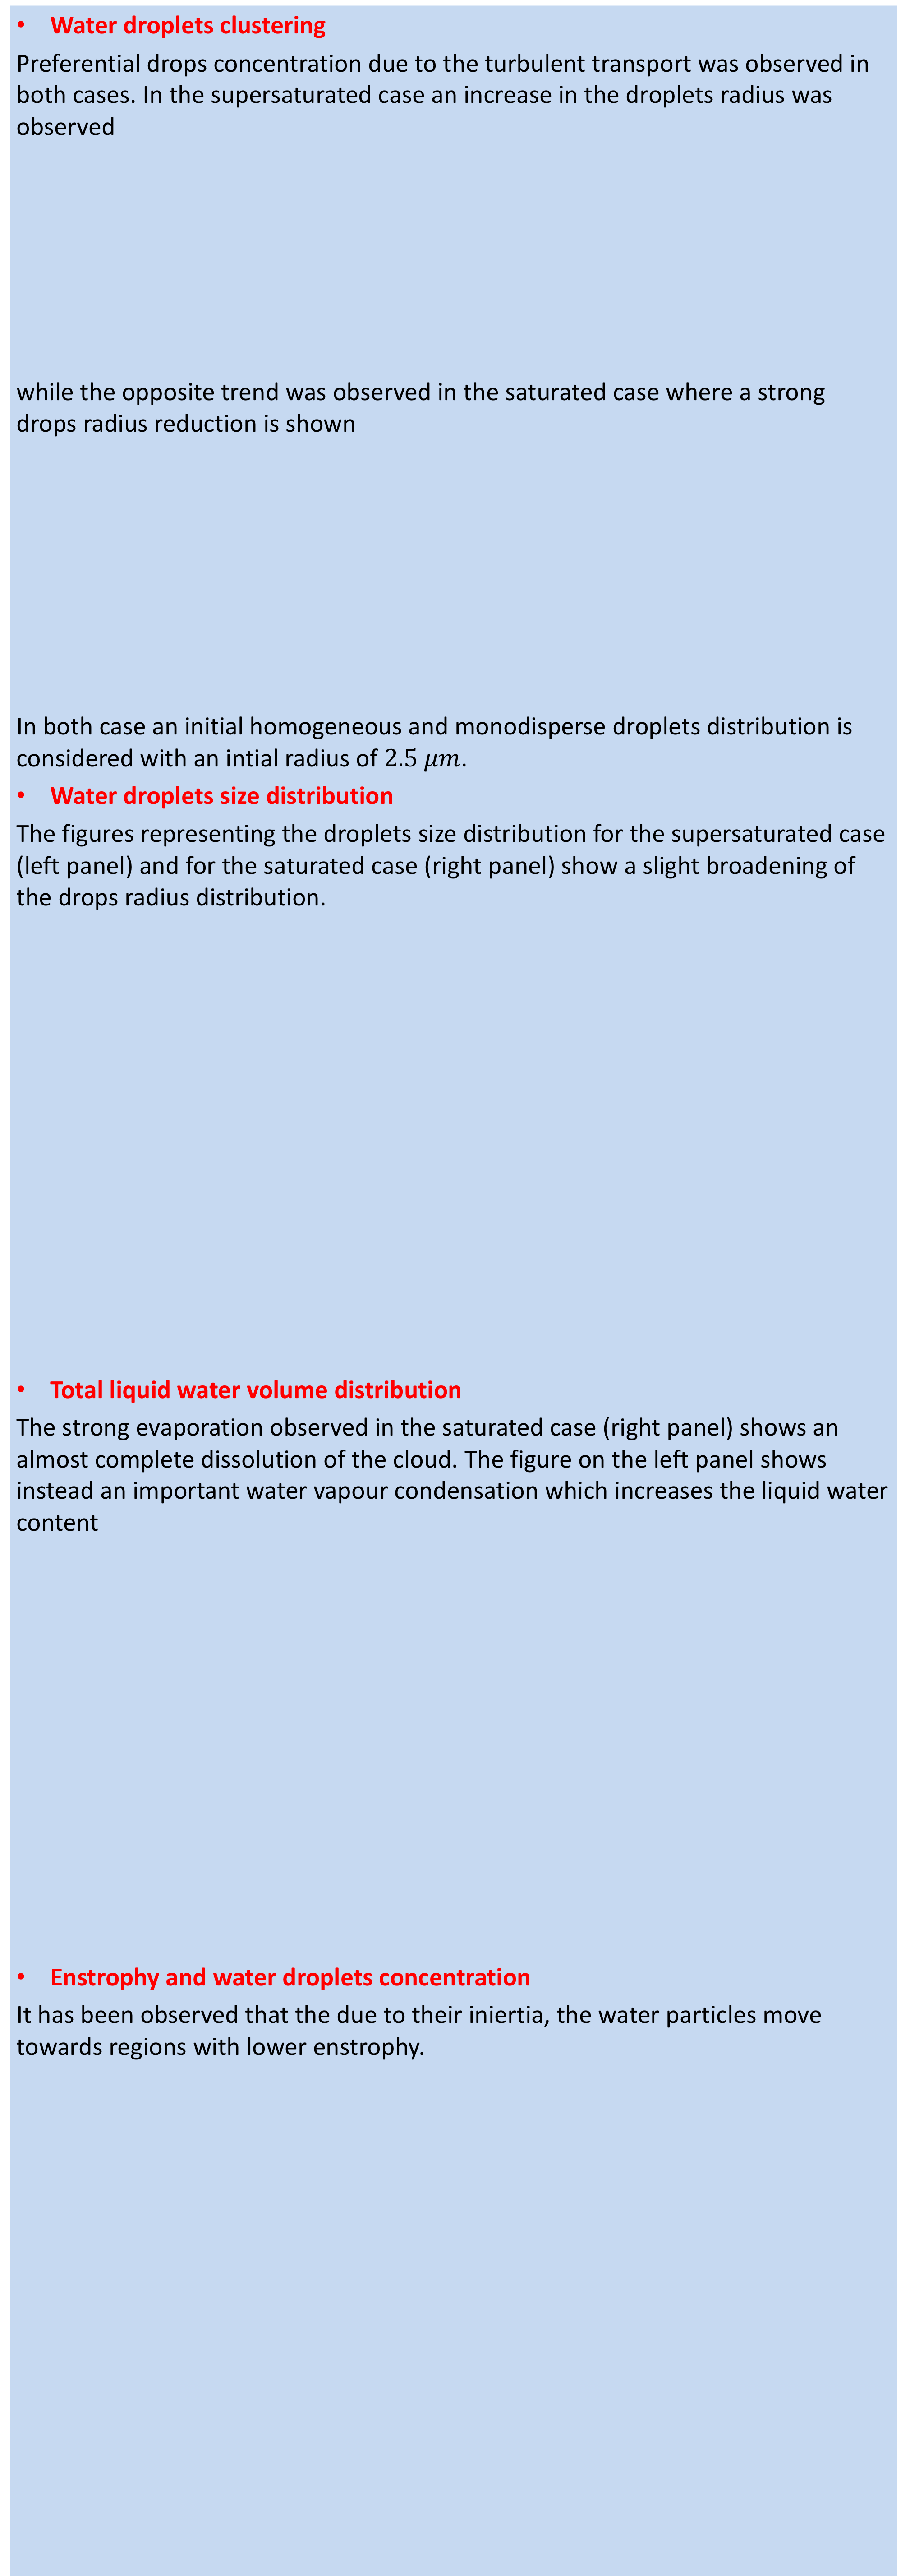 • Water droplets clustering
Preferential drops concentration due to the turbulent transport was observed in
both cases. In the supersaturated case an increase in the droplets radius was
observed
while the opposite trend was observed in the saturated case where a strong
drops radius reduction is shown
In both case an initial homogeneous and monodisperse droplets distribution is
considered with an intial radius of 2.5 μm.
• Water droplets size distribution
The figures representing the droplets size distribution for the supersaturated case
(left panel) and for the saturated case (right panel) show a slight broadening of
the drops radius distribution.
• Total liquid water volume distribution
The strong evaporation observed in the saturated case (right panel) shows an
almost complete dissolution of the cloud. The figure on the left panel shows
instead an important water vapour condensation which increases the liquid water
content
• Enstrophy and water droplets concentration
It has been observed that the due to their iniertia, the water particles move
towards regions with lower enstrophy.